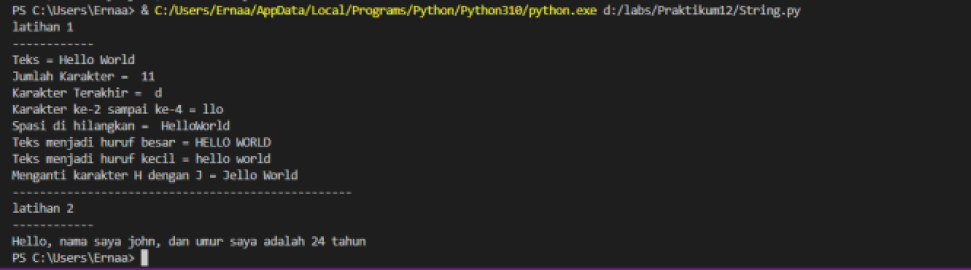 PS C:\Users\Ernaa> & C:/Users/Ernaa/AppData/Local/Programs/Python/Python310/python.exe d:/labs/Praktikum12/String.py
latihan 1
------------
Teks = Hello World
Jumlah Karakter =  11
Karakter Terakhir =  d
Karakter ke-2 sampai ke-4 = llo
Spasi di hilangkan =  HelloWorld
Teks menjadi huruf besar = HELLO WORLD
Teks menjadi huruf kecil = hello world
Menganti karakter H dengan J = Jello World
--------------------------------------------------
latihan 2
------------
Hello, nama saya john, dan umur saya adalah 24 tahun
PS C:\Users\Ernaa>